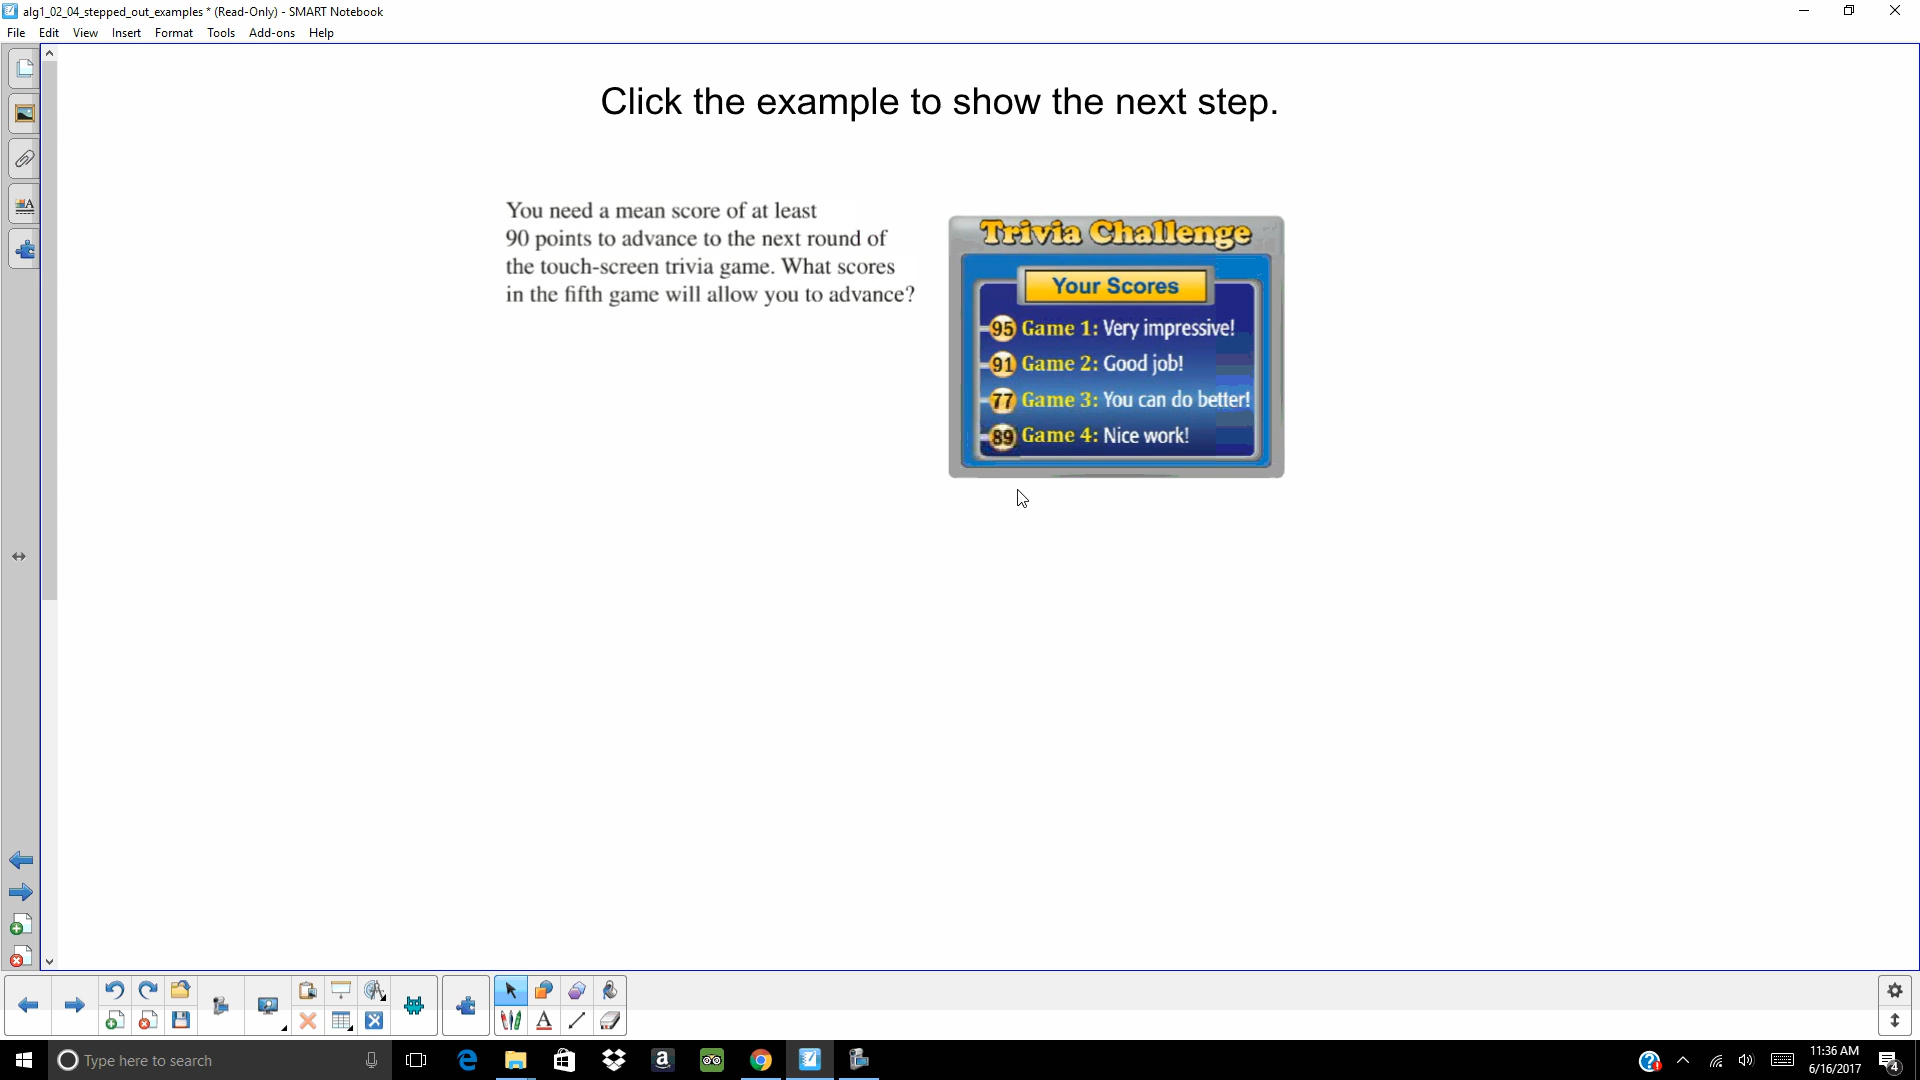 alg1_02_04_stepped_out_examples * (Read-Only) - SMART Notebook
File Edit View Insert Format Tools Add-ons Help
Click the example to show the next step.
You need a mean score of at least
90 points to advance to the next round of
the touch-screen trivia game. What scores
in the fifth game will allow you to advance?
Trivia Challenge
Your Scores
95 Game 1: Very impressive!
91 Game 2: Good job!
77 Game 3: You can do better!
89 Game 4: Nice work!
Type here to search
11:36 AM
6/16/2017
4